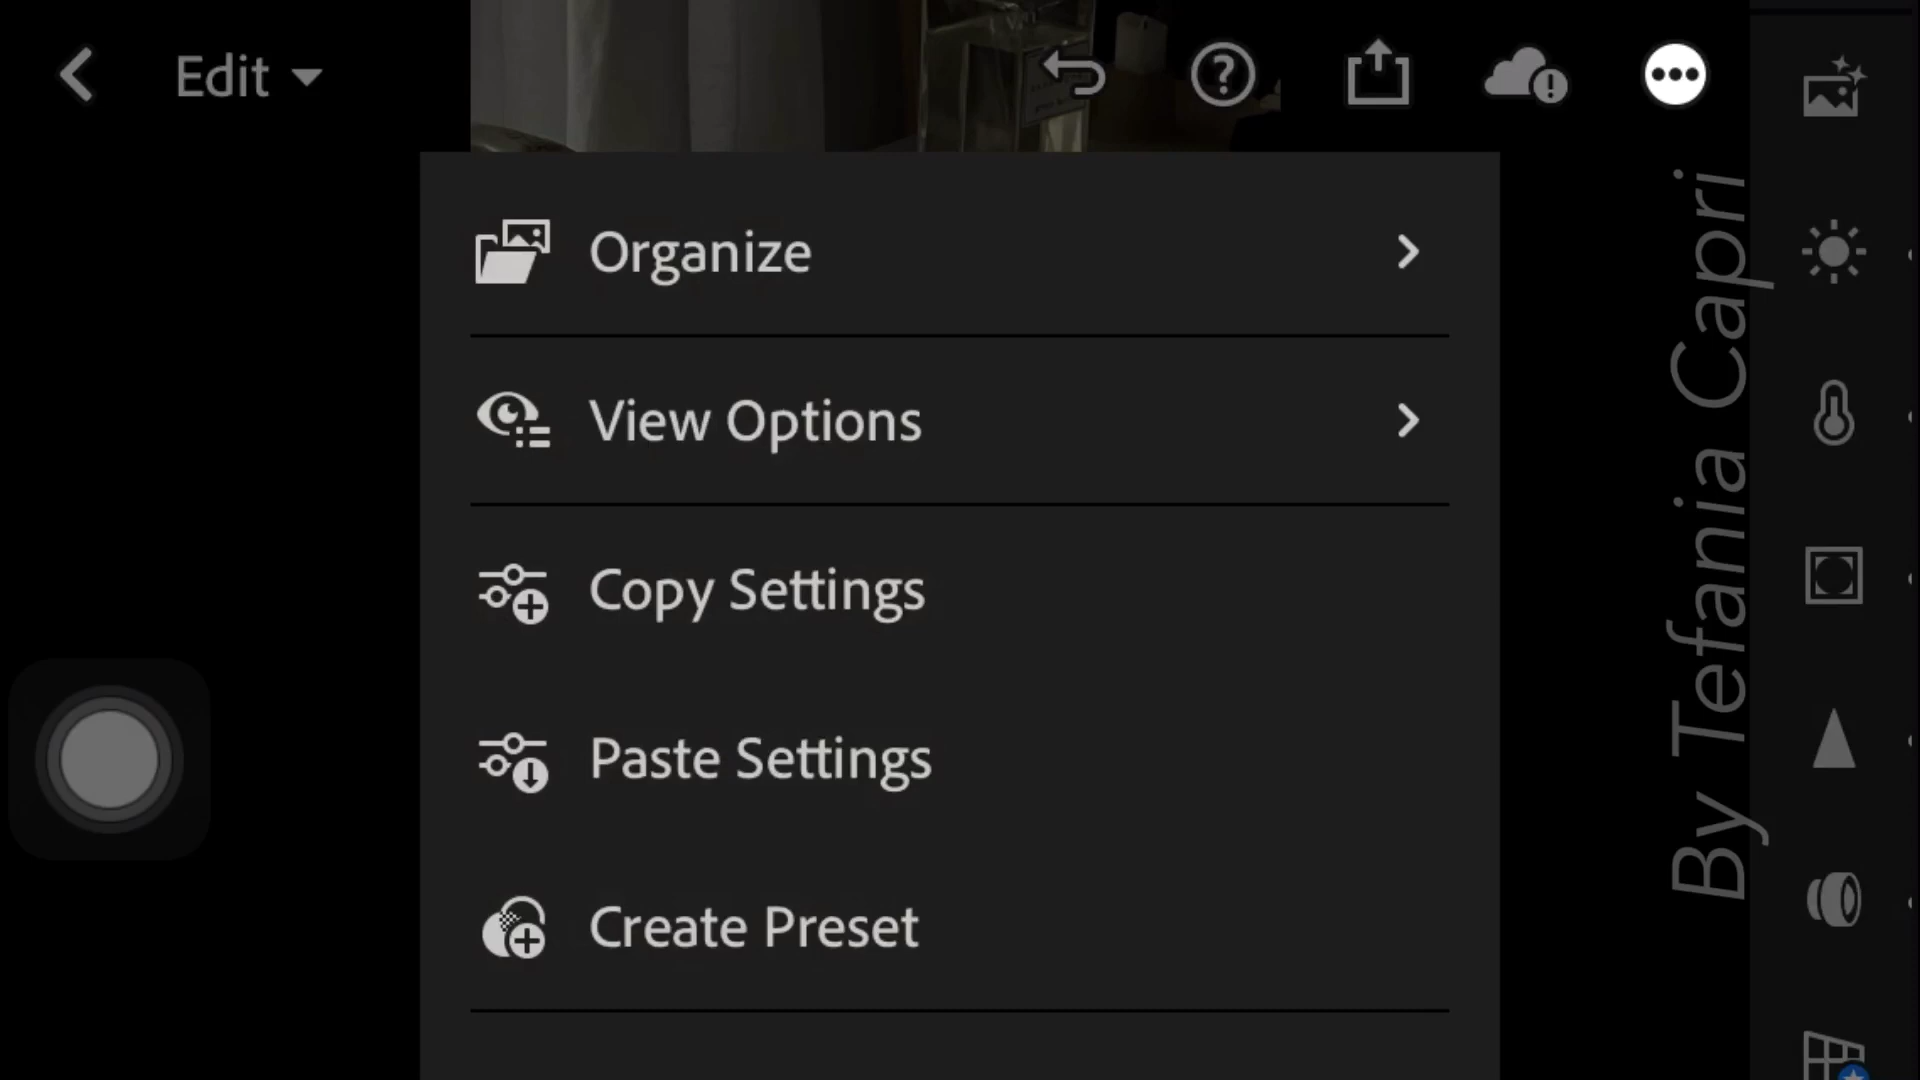 Edit
Organize
View Options
Copy Settings
Paste Settings
Create Preset
By Tefania Capri